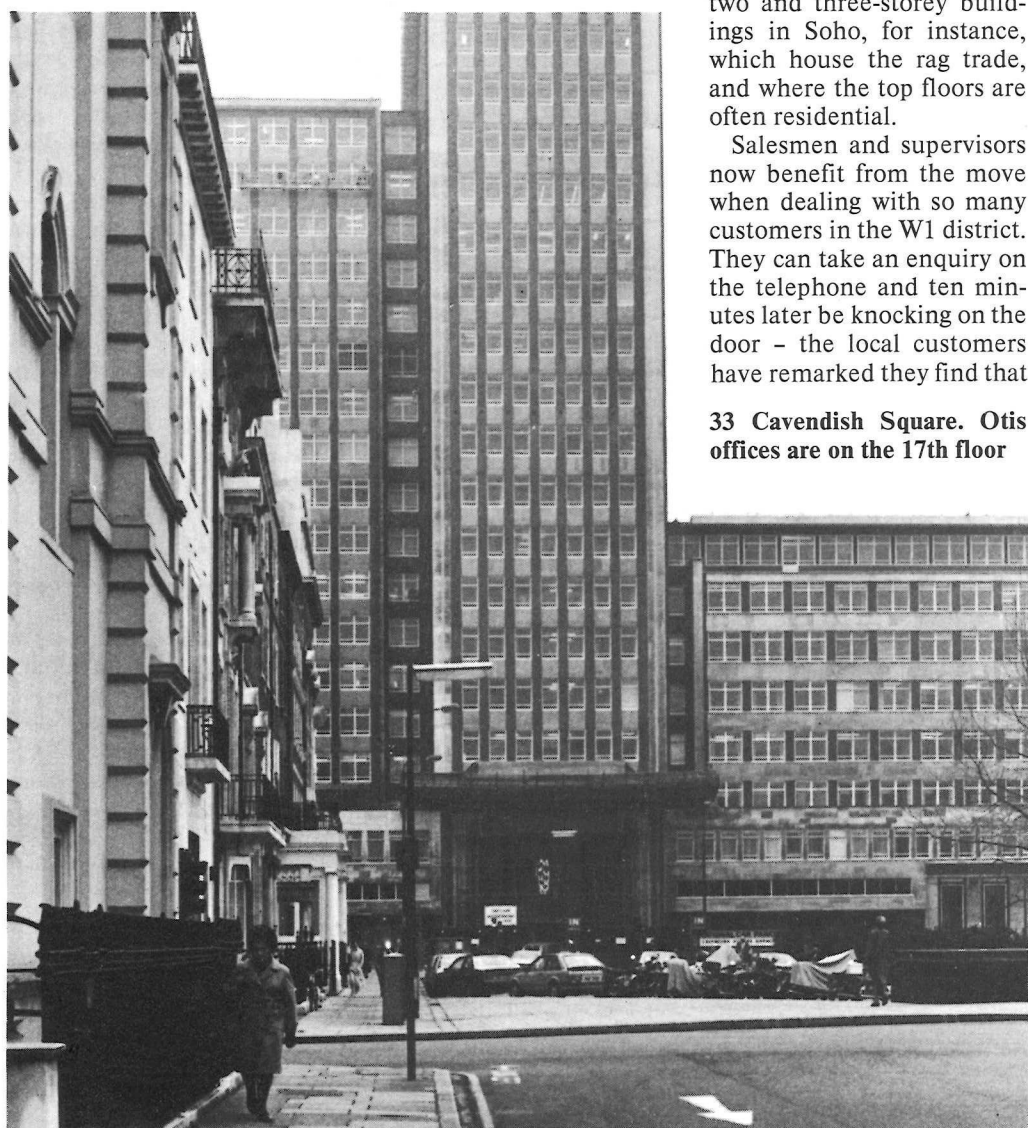 two and three-storey build-
ings in Soho, for instance,
which house the rag trade,
and where the top floors are
often residential.
Salesmen and supervisors
now benefit from the move
when dealing with so many
customers in the W1 district.
They can take an enquiry on
the telephone and ten min-
utes later be knocking on the
door – the local customers
have remarked they find that
33 Cavendish Square. Otis
offices are on the 17th floor
IN
IN